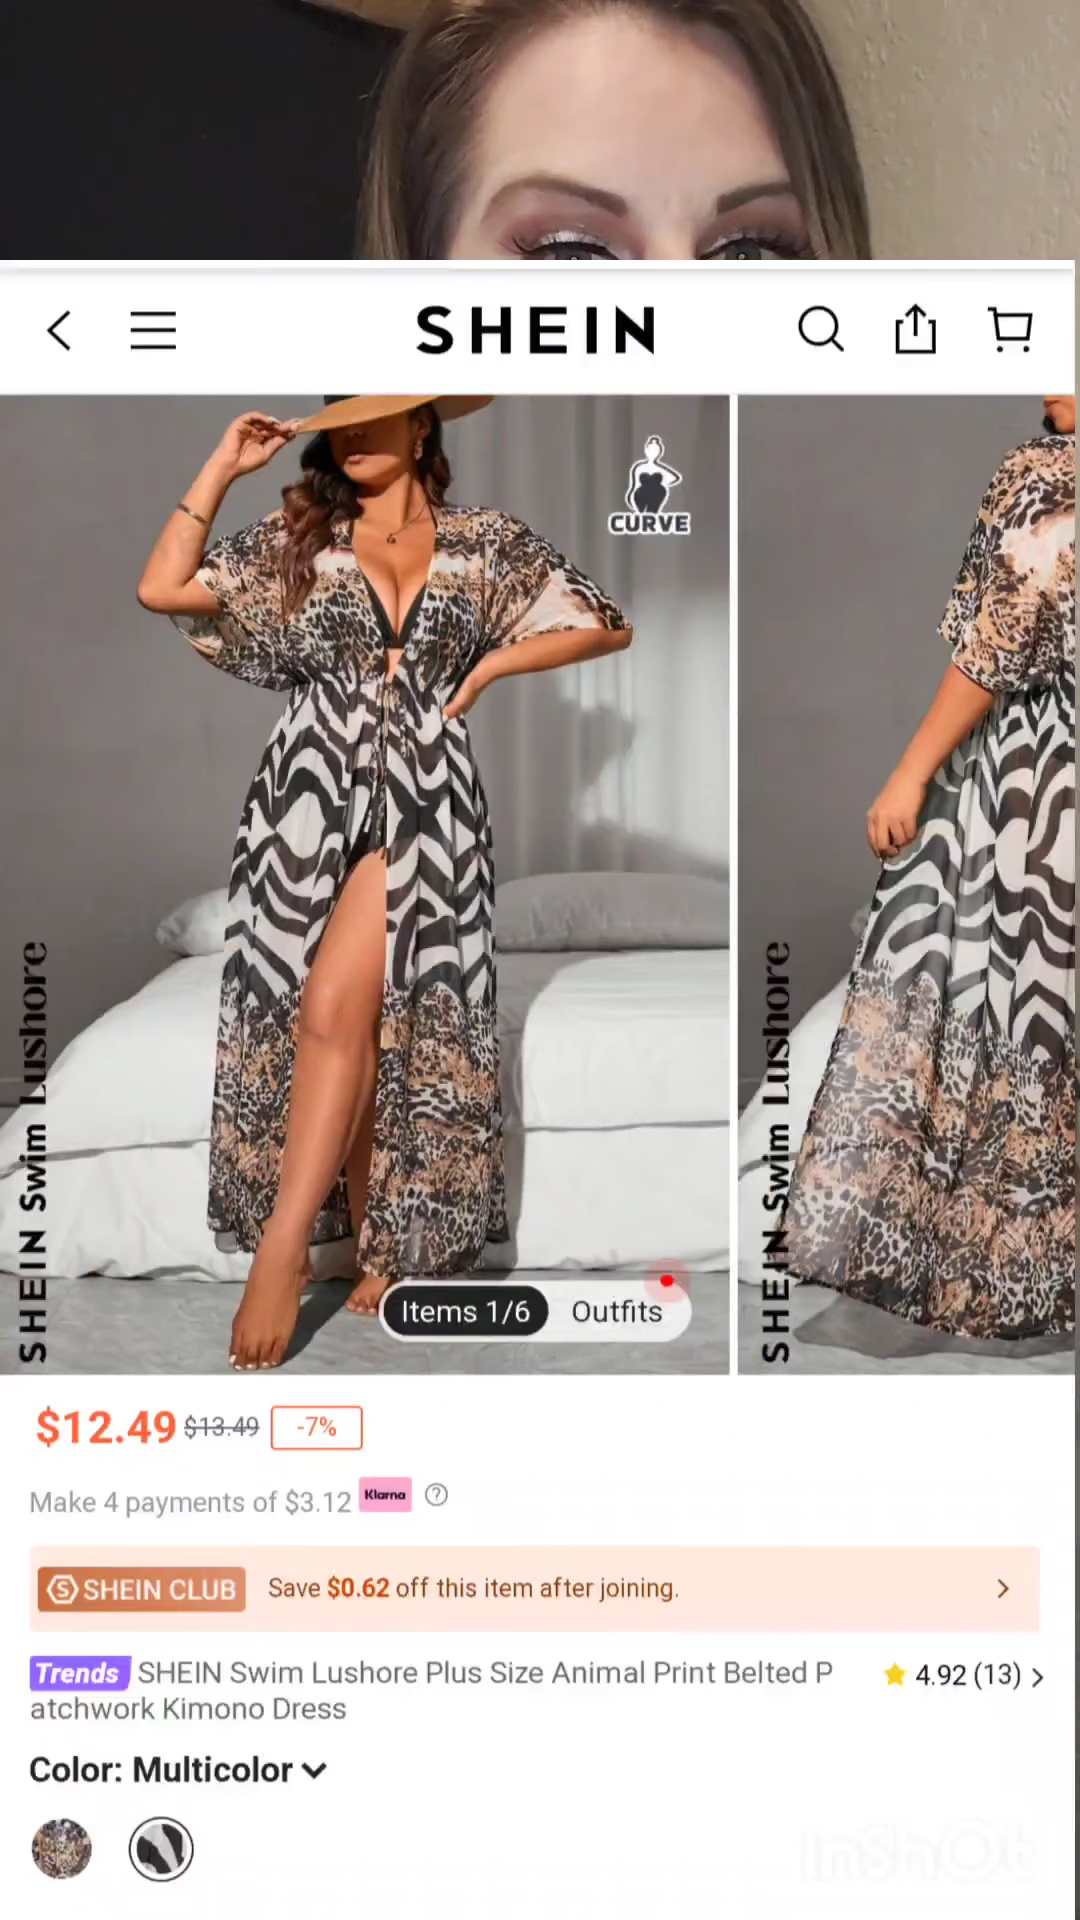 SHEIN
CURVE
SHEIN Swim Lushore
SHEIN Swim Lushore
Items 1/6 Outfits
$12.49 $13.49 -7%
Make 4 payments of $3.12 Klarna ?
S SHEIN CLUB Save $0.62 off this item after joining.
Trends SHEIN Swim Lushore Plus Size Animal Print Belted P 4.92 (13)
atchwork Kimono Dress
Color: Multicolor
InShOt